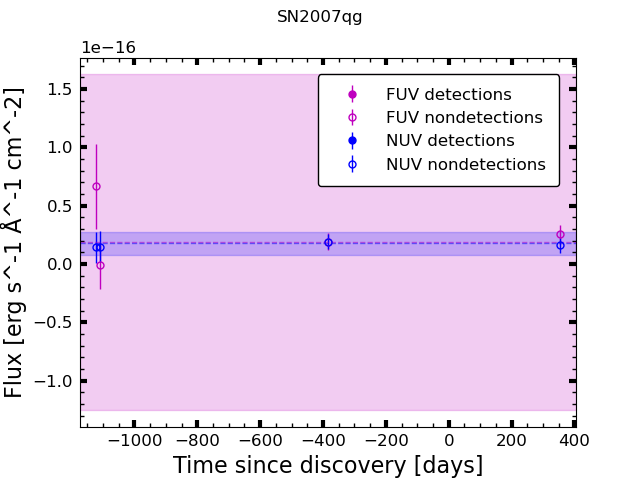 SN2007qg
1e−16
1.5
1.0
0.5
0.0
−0.5
−1.0
Flux [erg s^-1 Å^-1 cm^-2]
FUV detections
FUV nondetections
NUV detections
NUV nondetections
−1000 −800 −600 −400 −200 0 200 400
Time since discovery [days]